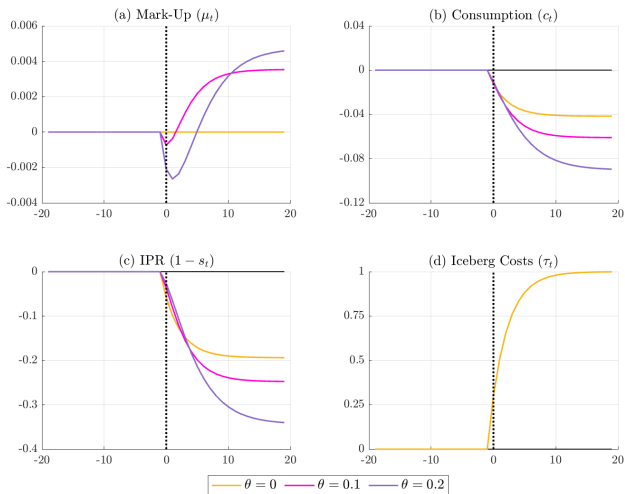 (a) Mark-Up (μt)
0.006
0.004
0.002
0
-0.002
-0.004
-20 -10 0 10 20
(b) Consumption (ct)
0.04
0
-0.04
-0.08
-0.12
-20 -10 0 10 20
(c) IPR (1 − st)
0
-0.1
-0.2
-0.3
-0.4
-20 -10 0 10 20
(d) Iceberg Costs (τt)
1
0.75
0.5
0.25
0
-20 -10 0 10 20
θ = 0 θ = 0.1 θ = 0.2